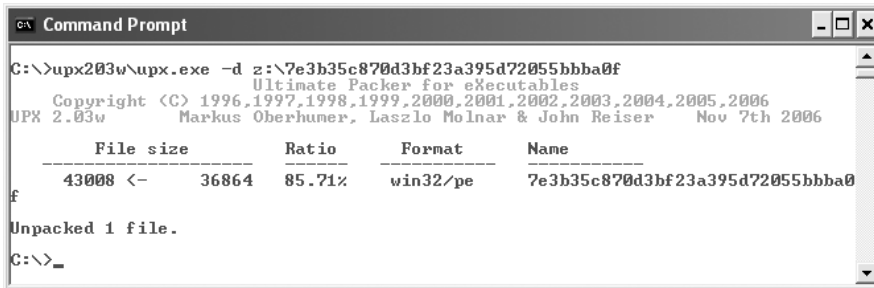 Command Prompt
C:\>upx203w\upx.exe -d z:\7e3b35c870d3bf23a395d72055bbba0f
Ultimate Packer for eXecutables
Copyright (C) 1996,1997,1998,1999,2000,2001,2002,2003,2004,2005,2006
UPX 2.03w Markus Oberhumer, Laszlo Molnar & John Reiser Nov 7th 2006
File size Ratio Format Name
-------------------- ------ ----------- -----------
43008 <- 36864 85.71% win32/pe 7e3b35c870d3bf23a395d72055bbba0
f
Unpacked 1 file.
C:\>_